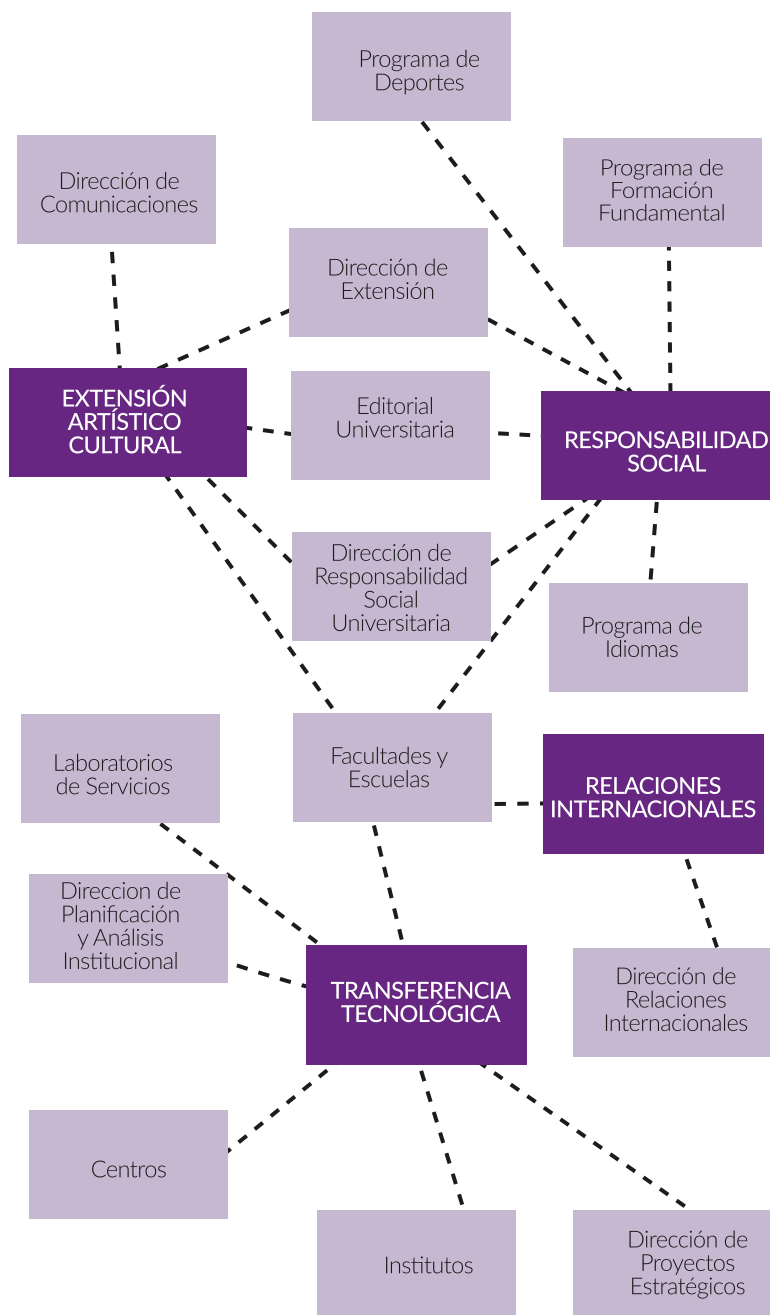 Programa de
Deportes
Dirección de
Comunicaciones
Programa de
Formación
Fundamental
Dirección de
Extensión
EXTENSIÓN
ARTÍSTICO
CULTURAL
Editorial
Universitaria
RESPONSABILIDAD
SOCIAL
Dirección de
Responsabilidad
Social
Universitaria
Programa de
Idiomas
Laboratorios
de Servicios
Facultades y
Escuelas
RELACIONES
INTERNACIONALES
Direccion de
Planificación
y Análisis
Institucional
TRANSFERENCIA
TECNOLÓGICA
Dirección de
Relaciones
Internacionales
Centros
Institutos
Dirección de
Proyectos
Estratégicos